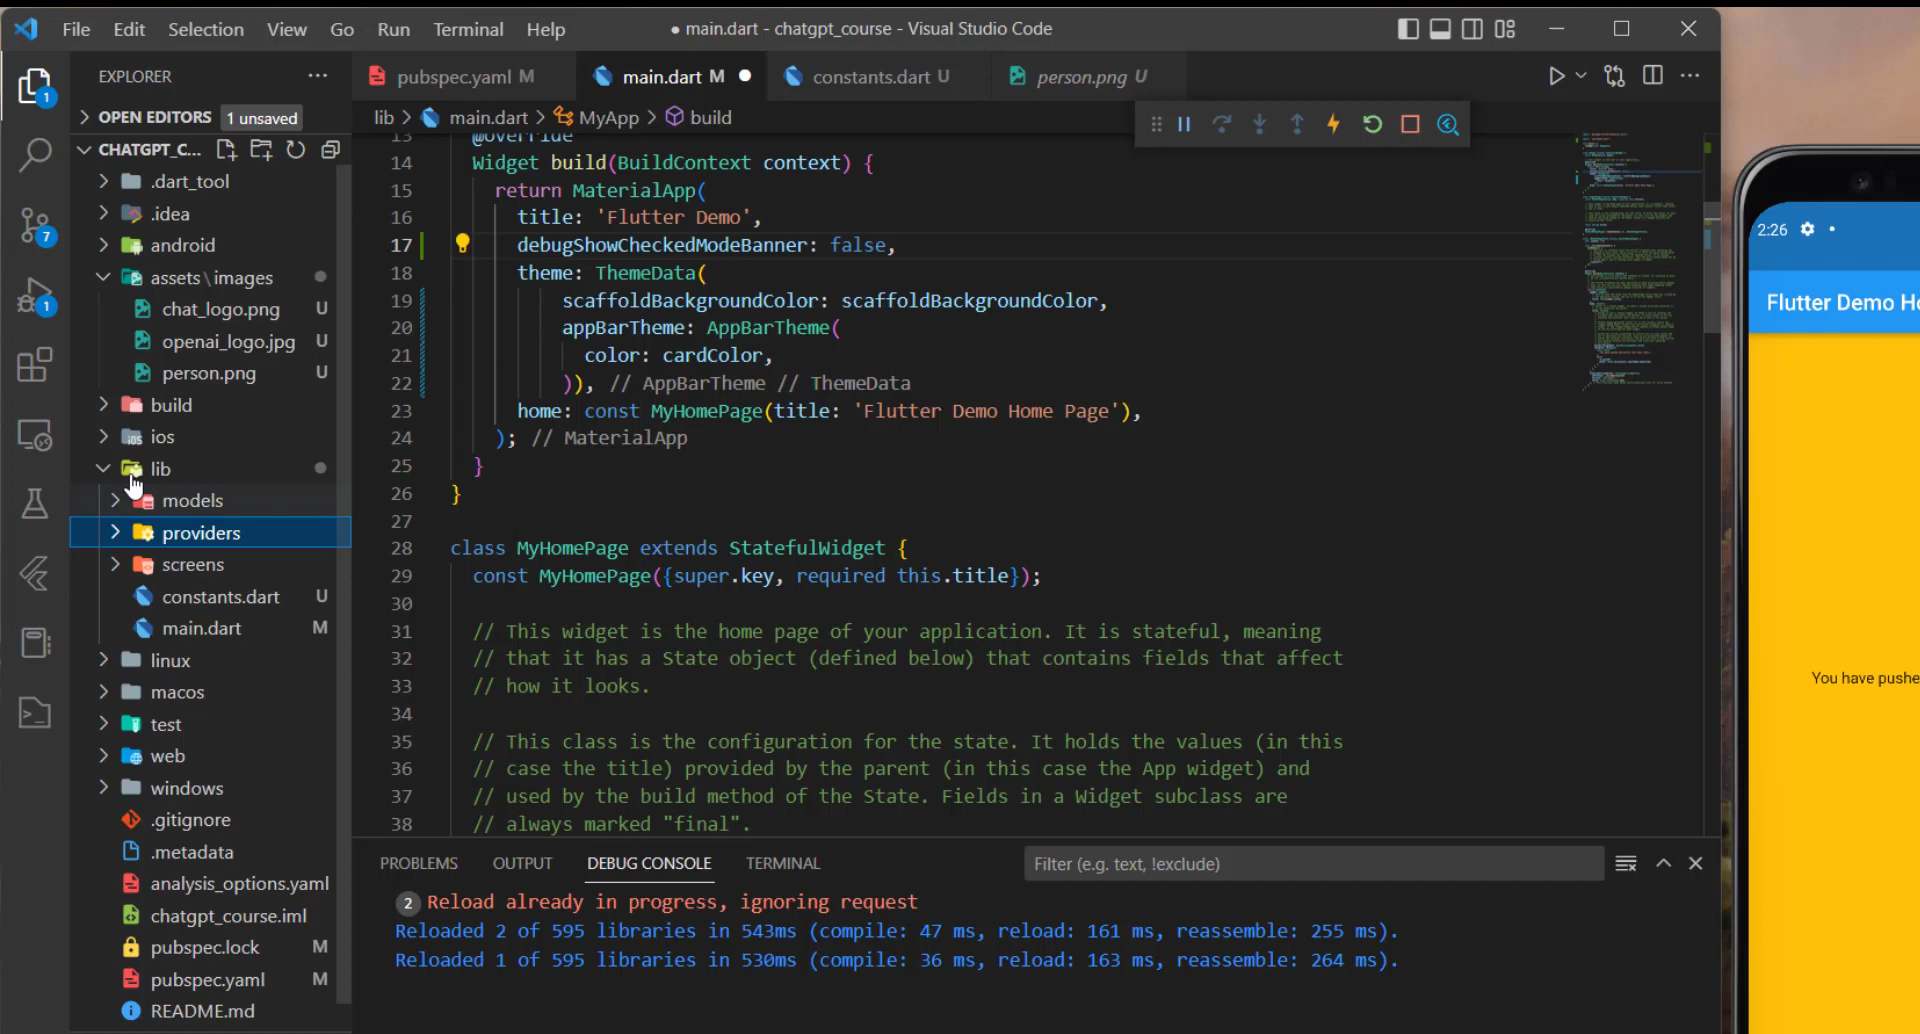 File Edit Selection View Go Run Terminal Help
● main.dart - chatgpt_course - Visual Studio Code
EXPLORER
OPEN EDITORS 1 unsaved
CHATGPT_C...
.dart_tool
.idea
android
assets\images
chat_logo.png U
openai_logo.jpg U
person.png U
build
ios
lib
models
providers
screens
constants.dart U
main.dart M
linux
macos
test
web
windows
.gitignore
.metadata
analysis_options.yaml
chatgpt_course.iml
pubspec.lock M
pubspec.yaml M
README.md
1
7
1
pubspec.yaml M main.dart M ● constants.dart U person.png U
lib > main.dart > MyApp > build
13 @override
14 Widget build(BuildContext context) {
15 return MaterialApp(
16 title: 'Flutter Demo',
17 debugShowCheckedModeBanner: false,
18 theme: ThemeData(
19 scaffoldBackgroundColor: scaffoldBackgroundColor,
20 appBarTheme: AppBarTheme(
21 color: cardColor,
22 )), // AppBarTheme // ThemeData
23 home: const MyHomePage(title: 'Flutter Demo Home Page'),
24 ); // MaterialApp
25 }
26 }
27
28 class MyHomePage extends StatefulWidget {
29 const MyHomePage({super.key, required this.title});
30
31 // This widget is the home page of your application. It is stateful, meaning
32 // that it has a State object (defined below) that contains fields that affect
33 // how it looks.
34
35 // This class is the configuration for the state. It holds the values (in this
36 // case the title) provided by the parent (in this case the App widget) and
37 // used by the build method of the State. Fields in a Widget subclass are
38 // always marked "final".
PROBLEMS OUTPUT DEBUG CONSOLE TERMINAL
Filter (e.g. text, !exclude)
2 Reload already in progress, ignoring request
Reloaded 2 of 595 libraries in 543ms (compile: 47 ms, reload: 161 ms, reassemble: 255 ms).
Reloaded 1 of 595 libraries in 530ms (compile: 36 ms, reload: 163 ms, reassemble: 264 ms).
2:26
Flutter Demo Ho
You have pushe